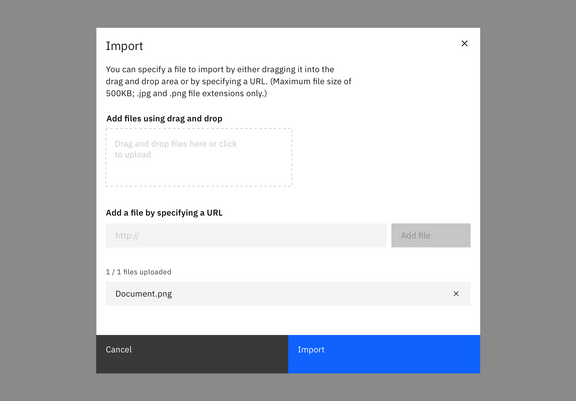 Import
You can specify a file to import by either dragging it into the
drag and drop area or by specifying a URL. (Maximum file size of
500KB; .jpg and .png file extensions only.)
Add files using drag and drop
Drag and drop files here or click
to upload
Add a file by specifying a URL
http://
Add file
1 / 1 files uploaded
Document.png
Cancel
Import